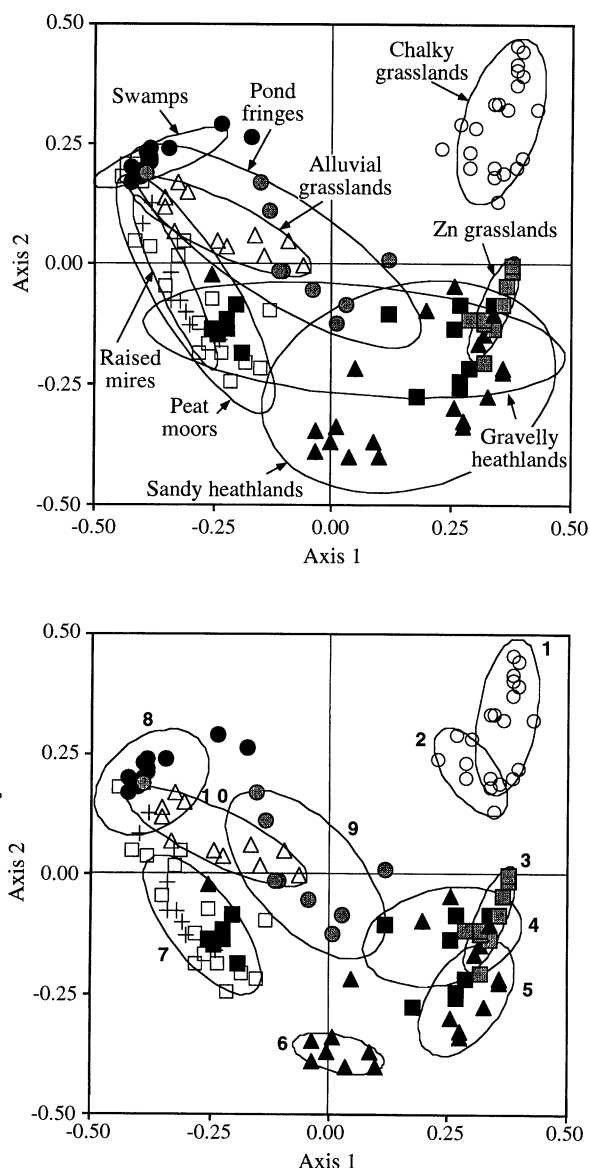 0.50
Chalky
grasslands
Pond
fringes
Swamps
0.25
Alluvial
grasslands
Zn grasslands
Axis 2
0.00
Raised
mires
-0.25
Peat
moors
Gravelly
heathlands
Sandy heathlands
-0.50
-0.50
-0.25
0.00
0.25
0.50
Axis 1
0.50
1
8
2
0.25
10
9
3
Axis 2
0.00
4
7
5
-0.25
6
-0.50
-0.50
-0.25
0.00
0.25
0.50
Axis 1